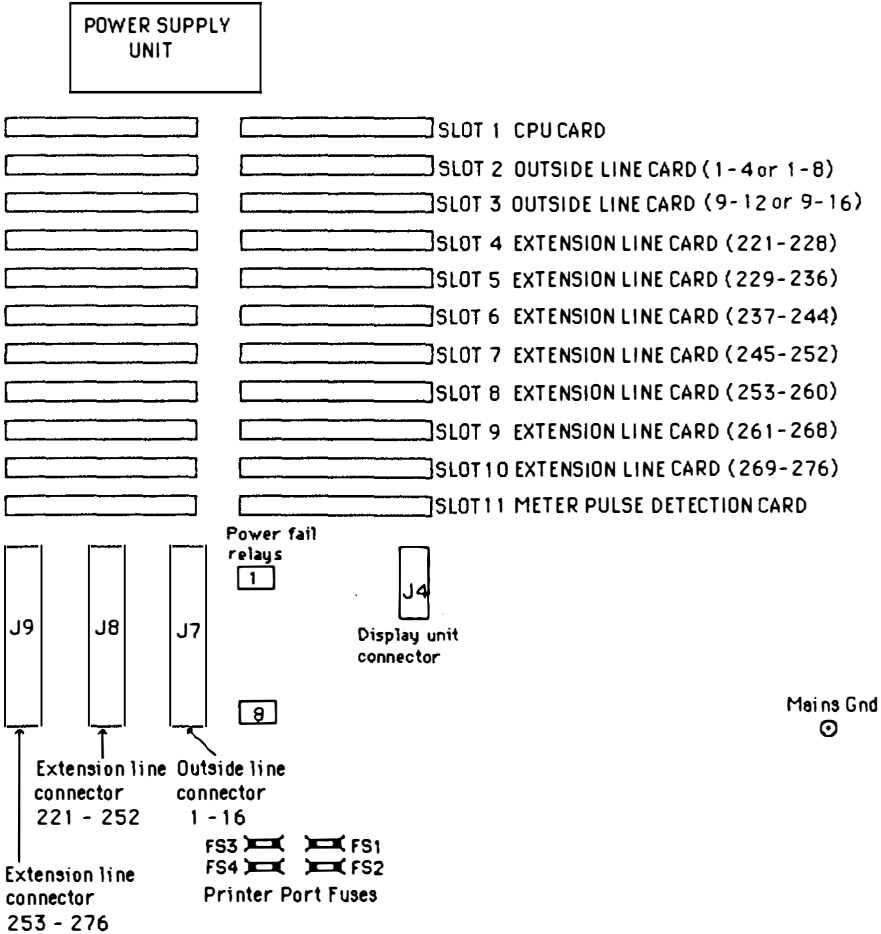 POWER SUPPLY
UNIT
SLOT 1 CPU CARD
SLOT 2 OUTSIDE LINE CARD (1-4 or 1-8)
SLOT 3 OUTSIDE LINE CARD (9-12 or 9-16)
SLOT 4 EXTENSION LINE CARD (221-228)
SLOT 5 EXTENSION LINE CARD (229-236)
SLOT 6 EXTENSION LINE CARD (237-244)
SLOT 7 EXTENSION LINE CARD (245-252)
SLOT 8 EXTENSION LINE CARD (253-260)
SLOT 9 EXTENSION LINE CARD (261-268)
SLOT10 EXTENSION LINE CARD (269-276)
SLOT11 METER PULSE DETECTION CARD
Power fail
relays
1
8
J9
J8
J7
J4
Display unit
connector
Mains Gnd
Extension line
connector
221 - 252
Outside line
connector
1 - 16
Extension line
connector
253 - 276
FS3
FS1
FS4
FS2
Printer Port Fuses